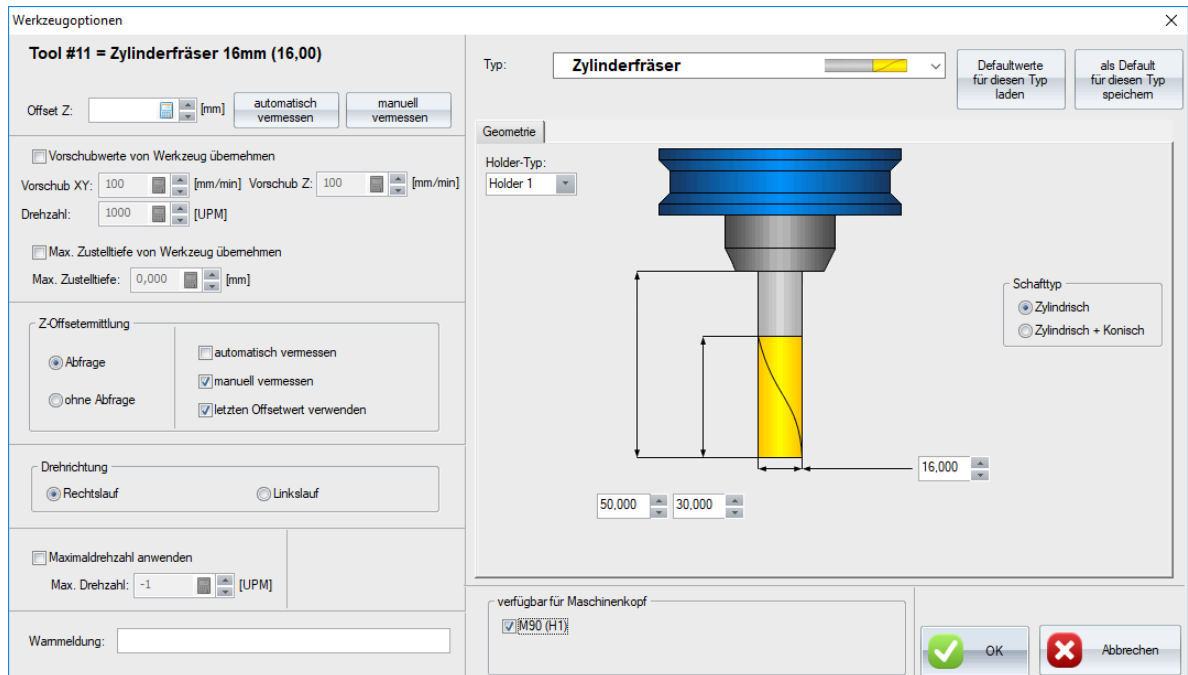 Werkzeugoptionen
Tool #11 = Zylinderfräser 16mm (16,00)
Offset Z: [mm] automatisch vermessen manuell vermessen
Vorschubwerte von Werkzeug übernehmen
Vorschub XY: 100 [mm/min] Vorschub Z: 100 [mm/min]
Drehzahl: 1000 [UPM]
Max. Zustelltiefe von Werkzeug übernehmen
Max. Zustelltiefe: 0,000 [mm]
Z-Offsetermittlung
Abfrage
ohne Abfrage
automatisch vermessen
manuell vermessen
letzten Offsetwert verwenden
Drehrichtung
Rechtslauf Linkslauf
Maximaldrehzahl anwenden
Max. Drehzahl: -1 [UPM]
Warnmeldung:
Typ: Zylinderfräser
Defaultwerte
für diesen Typ
laden
als Default
für diesen Typ
speichern
Geometrie
Holder-Typ:
Holder 1
Schafttyp
Zylindrisch
Zylindrisch + Konisch
16,000
50,000 30,000
verfügbar für Maschinenkopf
M90 (H1)
OK Abbrechen